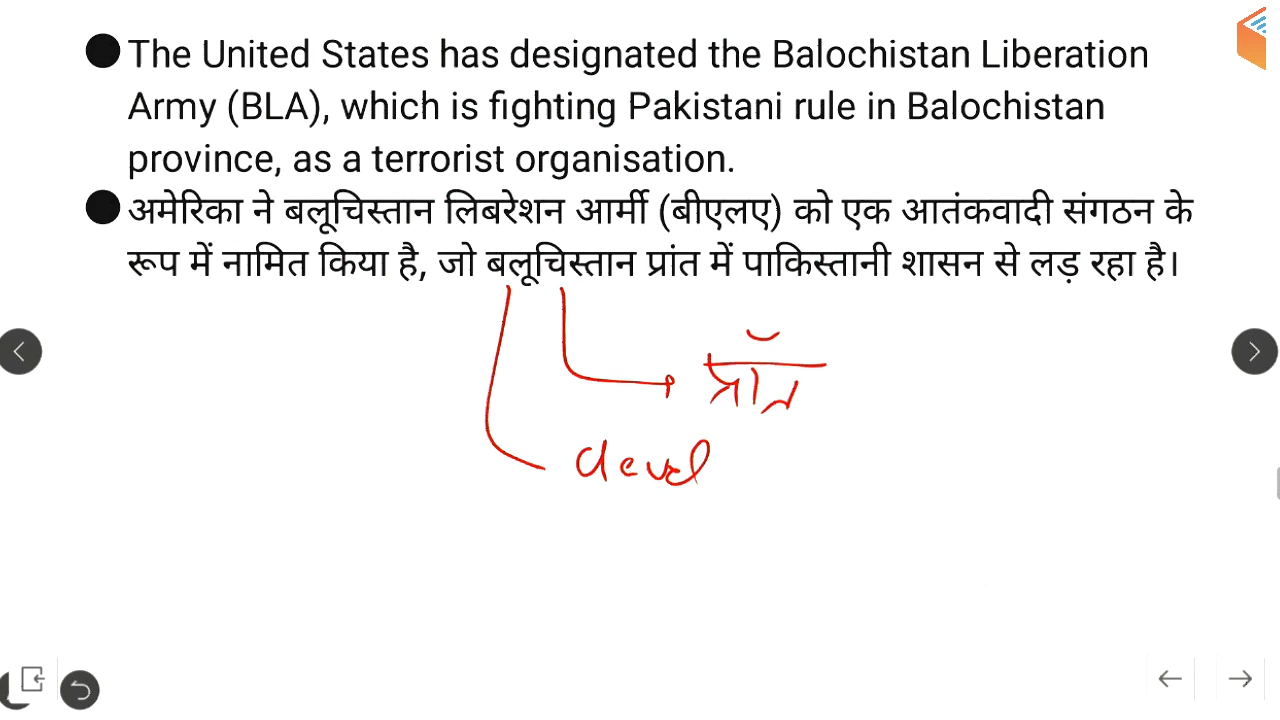 The United States has designated the Balochistan Liberation
Army (BLA), which is fighting Pakistani rule in Balochistan
province, as a terrorist organisation.
अमेरिका ने बलूचिस्तान लिबरेशन आर्मी (बीएलए) को एक आतंकवादी संगठन के
रूप में नामित किया है, जो बलूचिस्तान प्रांत में पाकिस्तानी शासन से लड़ रहा है।
प्रांत
devel